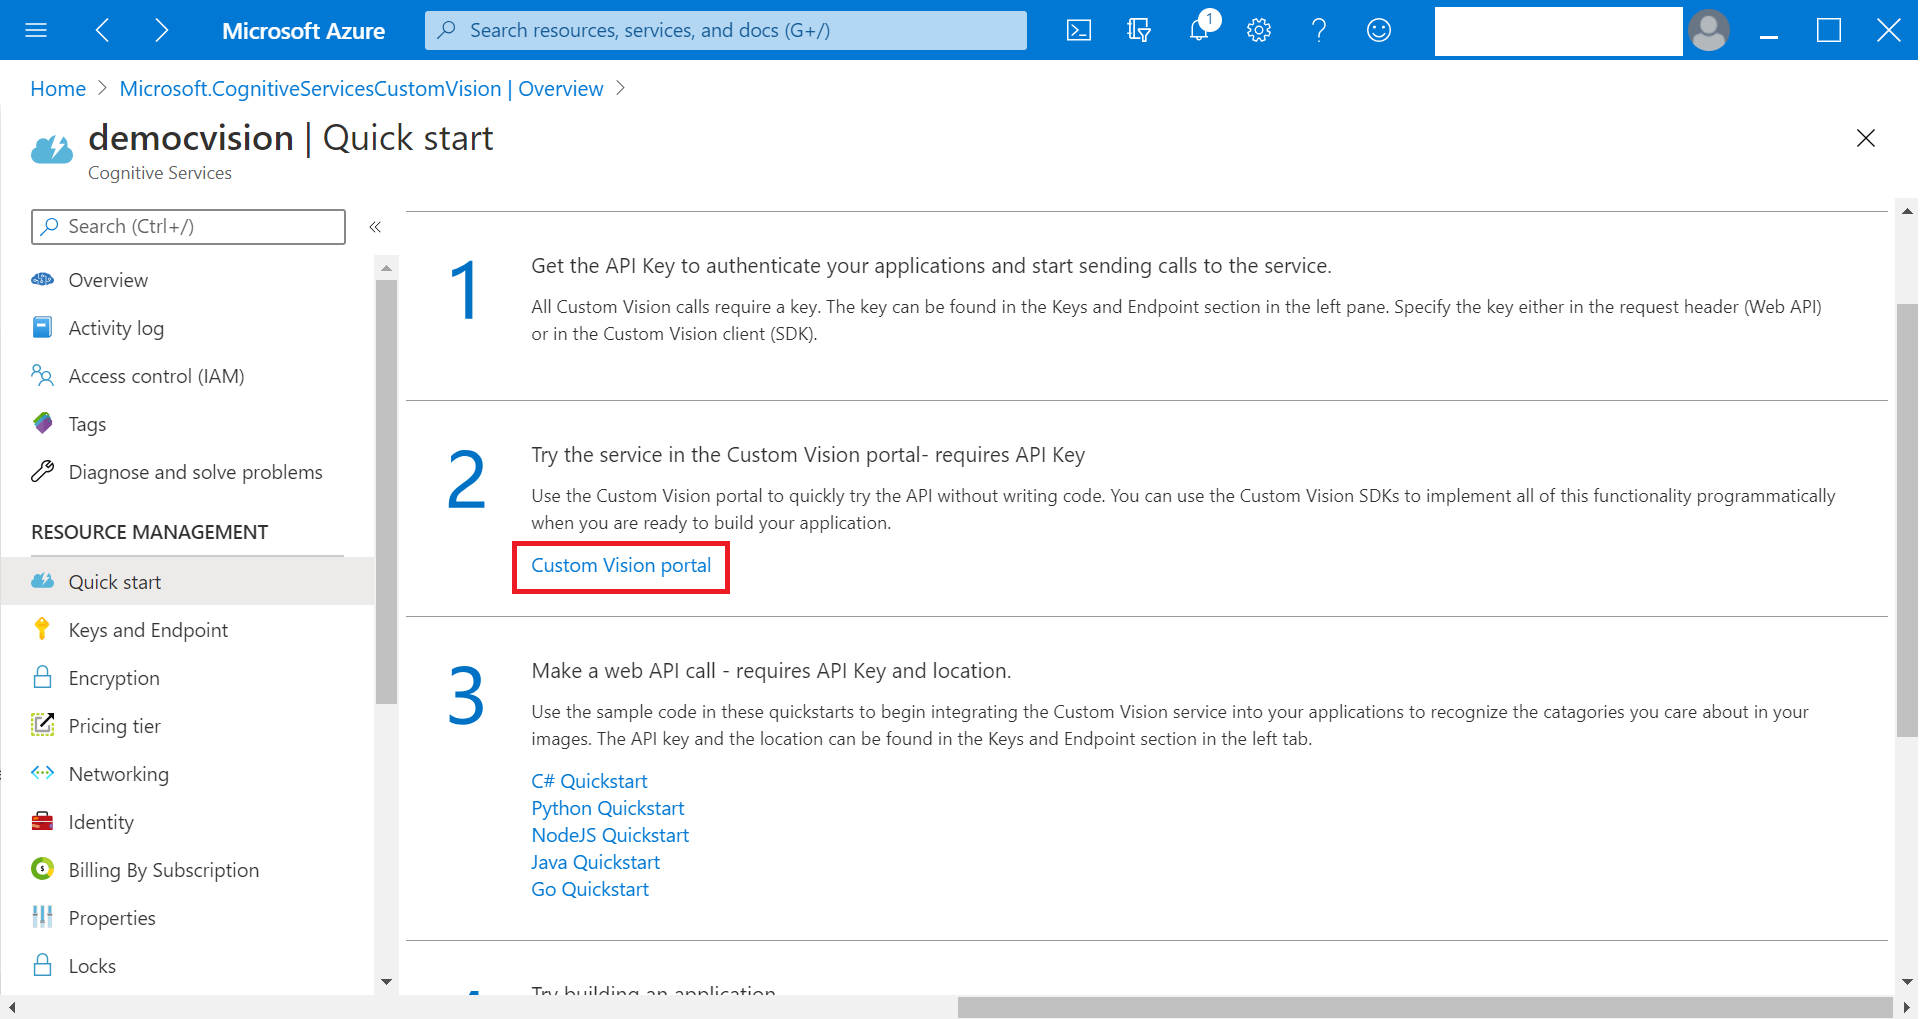 Microsoft Azure
Search resources, services, and docs (G+/)
1
Home > Microsoft.CognitiveServicesCustomVision | Overview >
democvision | Quick start
Cognitive Services
Search (Ctrl+/)
«
Overview
Activity log
Access control (IAM)
Tags
Diagnose and solve problems
RESOURCE MANAGEMENT
Quick start
Keys and Endpoint
Encryption
Pricing tier
Networking
Identity
Billing By Subscription
Properties
Locks
1
Get the API Key to authenticate your applications and start sending calls to the service.
All Custom Vision calls require a key. The key can be found in the Keys and Endpoint section in the left pane. Specify the key either in the request header (Web API)
or in the Custom Vision client (SDK).
2
Try the service in the Custom Vision portal- requires API Key
Use the Custom Vision portal to quickly try the API without writing code. You can use the Custom Vision SDKs to implement all of this functionality programmatically
when you are ready to build your application.
Custom Vision portal
3
Make a web API call - requires API Key and location.
Use the sample code in these quickstarts to begin integrating the Custom Vision service into your applications to recognize the catagories you care about in your
images. The API key and the location can be found in the Keys and Endpoint section in the left tab.
C# Quickstart
Python Quickstart
NodeJS Quickstart
Java Quickstart
Go Quickstart
Try building an application